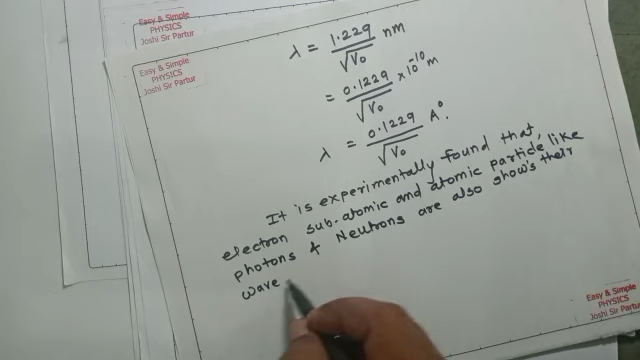 Easy & Simple
PHYSICS
Joshi Sir Partur
Easy & Simple
PHYSICS
Joshi Sir Partur
λ = 1.229 / √V₀ nm
= 0.1229 / √V₀ × 10⁻¹⁰ m
λ = 0.1229 / √V₀ A°.
It is experimentally found that,
electron sub-atomic and atomic particle like
photons & Neutrons are also show's their
wave
Easy & Simple
PHYSICS
Joshi Sir Partur